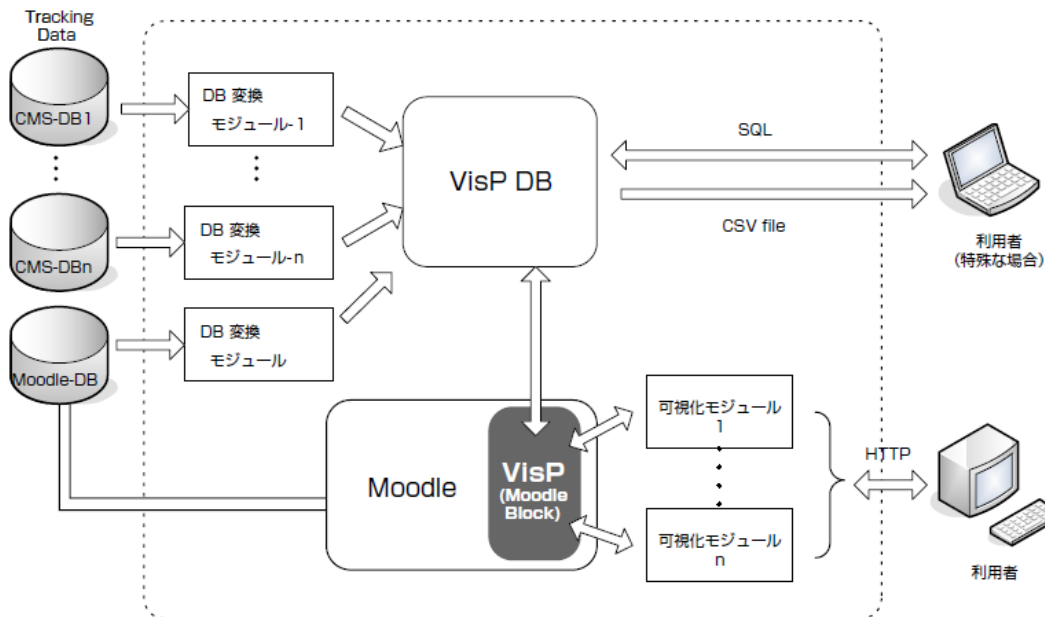 Tracking
Data
CMS-DB1
DB 変換
モジュール-1
CMS-DBn
DB 変換
モジュール-n
Moodle-DB
DB 変換
モジュール
VisP DB
SQL
CSV file
利用者
(特殊な場合)
Moodle
VisP
(Moodle
Block)
可視化モジュール
1
可視化モジュール
n
HTTP
利用者